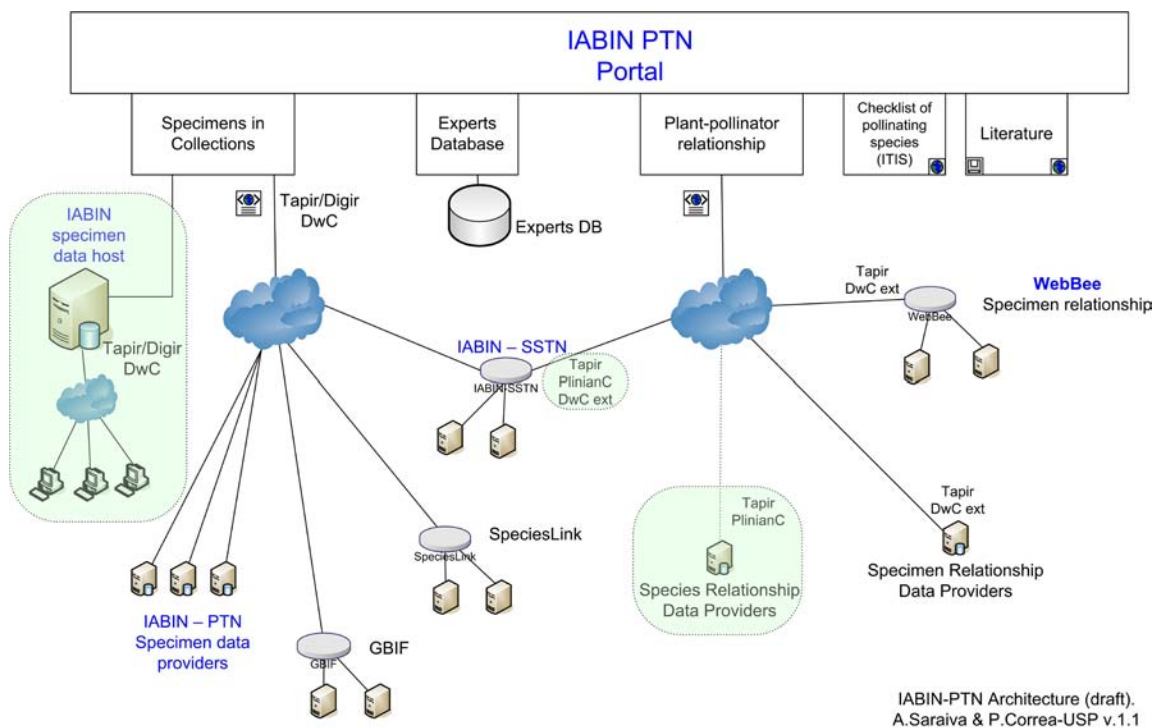 IABIN PTN
Portal
Specimens in
Collections
Experts
Database
Plant-pollinator
relationship
Checklist of
pollinating
species
(ITIS)
Literature
Tapir/Digir
DwC
Experts DB
IABIN
specimen
data host
Tapir/Digir
DwC
Tapir
DwC ext
WebBee
Specimen relationship
WebBee
IABIN – SSTN
IABIN-SSTN
Tapir
PlinianC
DwC ext
SpeciesLink
SpeciesLink
Tapir
PlinianC
Species Relationship
Data Providers
Tapir
DwC ext
Specimen Relationship
Data Providers
IABIN – PTN
Specimen data
providers
GBIF
GBIF
IABIN-PTN Architecture (draft).
A.Saraiva & P.Correa-USP v.1.1